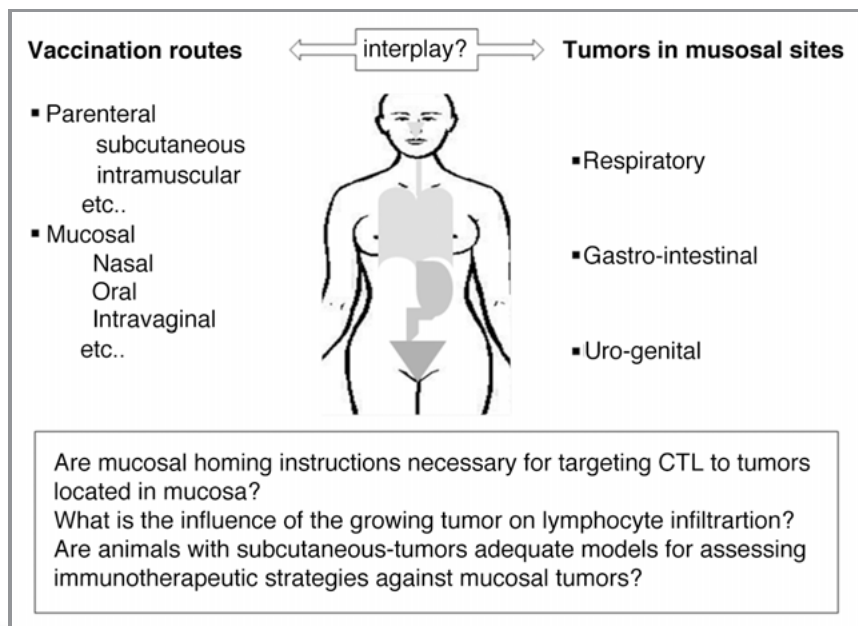 Vaccination routes
interplay?
Tumors in musosal sites
▪ Parenteral
subcutaneous
intramuscular
etc..
▪ Mucosal
Nasal
Oral
Intravaginal
etc..
▪Respiratory
▪Gastro-intestinal
▪Uro-genital
Are mucosal homing instructions necessary for targeting CTL to tumors
located in mucosa?
What is the influence of the growing tumor on lymphocyte infiltrartion?
Are animals with subcutaneous-tumors adequate models for assessing
immunotherapeutic strategies against mucosal tumors?